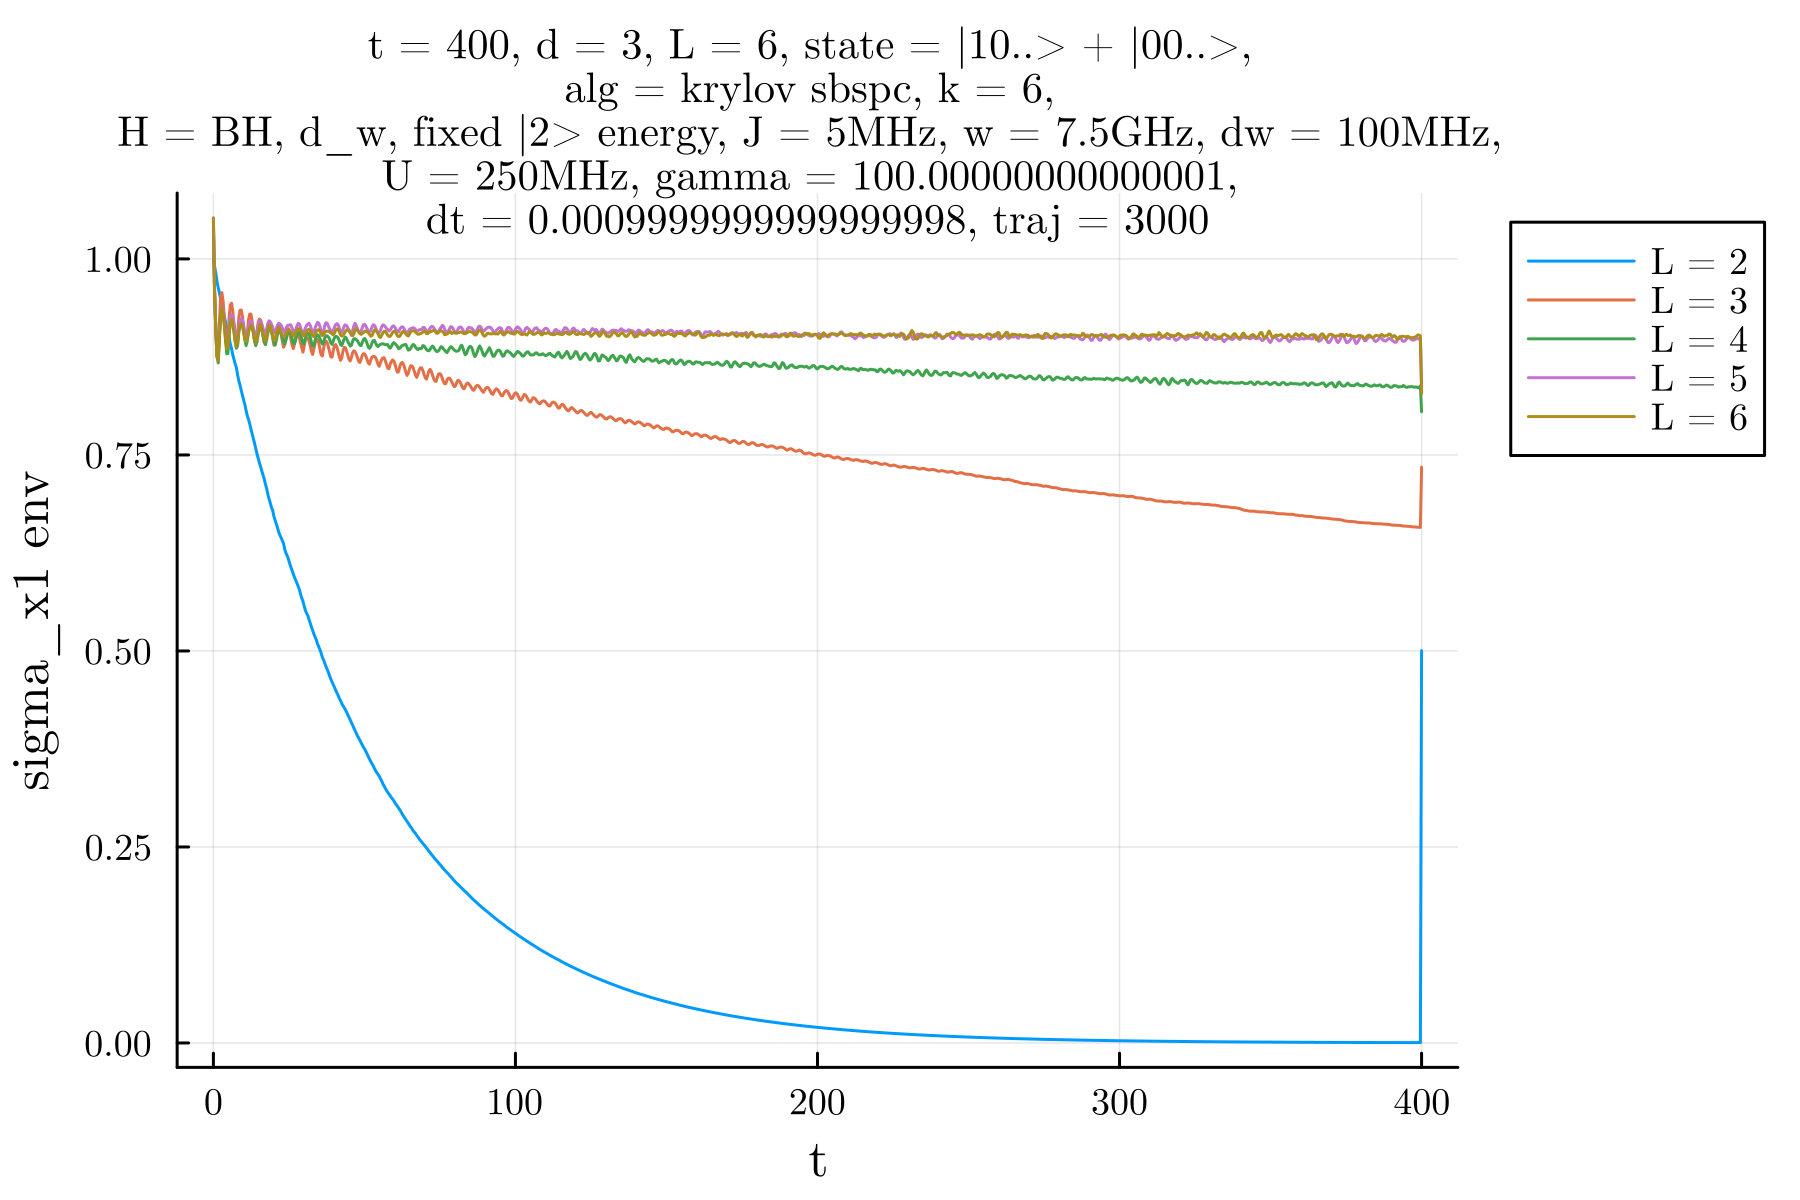 t = 400, d = 3, L = 6, state = |10..> + |00..>,
alg = krylov sbspc, k = 6,
H = BH, d_w, fixed |2> energy, J = 5MHz, w = 7.5GHz, dw = 100MHz,
U = 250MHz, gamma = 100.00000000000001,
dt = 0.0009999999999999998, traj = 3000
1.00
0.75
0.50
0.25
0.00
sigma_x1 env
0 100 200 300 400
t
L = 2
L = 3
L = 4
L = 5
L = 6